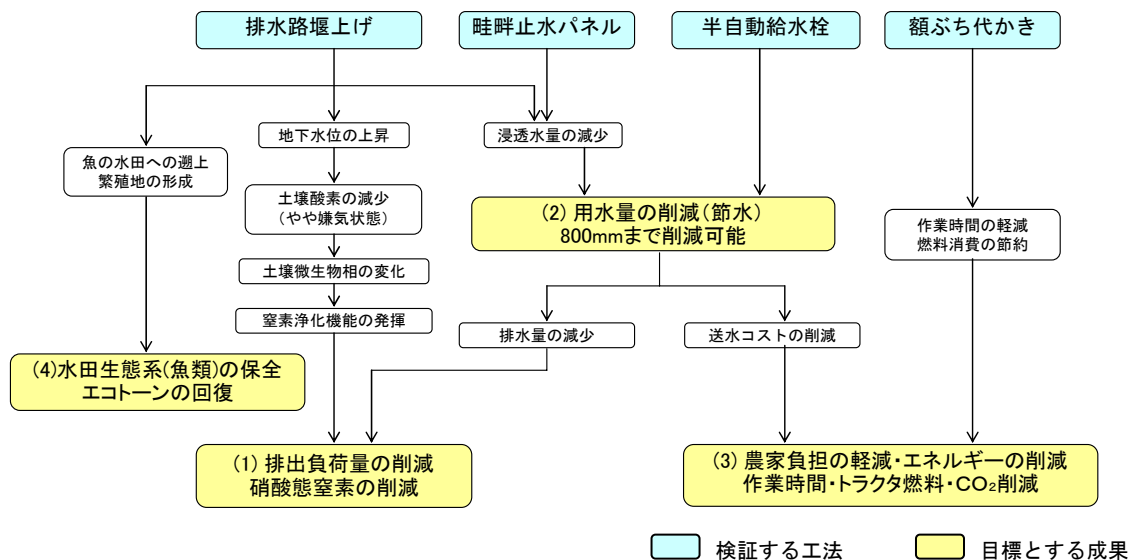 排水路堰上げ
畦畔止水パネル
半自動給水栓
額ぶち代かき
地下水位の上昇
浸透水量の減少
魚の水田への遡上
繁殖地の形成
土壌酸素の減少
(やや嫌気状態)
(2) 用水量の削減(節水)
800mmまで削減可能
作業時間の軽減
燃料消費の節約
土壌微生物相の変化
窒素浄化機能の発揮
排水量の減少
送水コストの削減
(4)水田生態系(魚類)の保全
エコトーンの回復
(1) 排出負荷量の削減
硝酸態窒素の削減
(3) 農家負担の軽減・エネルギーの削減
作業時間・トラクタ燃料・CO₂削減
検証する工法
目標とする成果